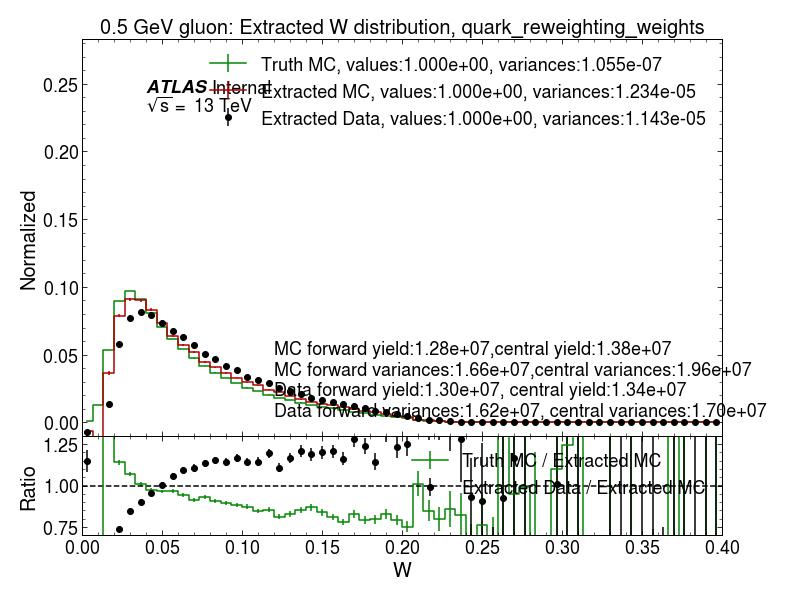 0.5 GeV gluon: Extracted W distribution, quark_reweighting_weights
Truth MC, values:1.000e+00, variances:1.055e-07
ATLAS Internal
Extracted MC, values:1.000e+00, variances:1.234e-05
√s = 13 TeV
Extracted Data, values:1.000e+00, variances:1.143e-05
Normalized
0.25
0.20
0.15
0.10
0.05
0.00
MC forward yield:1.28e+07,central yield:1.38e+07
MC forward variances:1.66e+07,central variances:1.96e+07
Data forward yield:1.30e+07, central yield:1.34e+07
Data forward variances:1.62e+07, central variances:1.70e+07
Ratio
1.25
1.00
0.75
Truth MC / Extracted MC
Extracted Data / Extracted MC
0.00 0.05 0.10 0.15 0.20 0.25 0.30 0.35 0.40
W